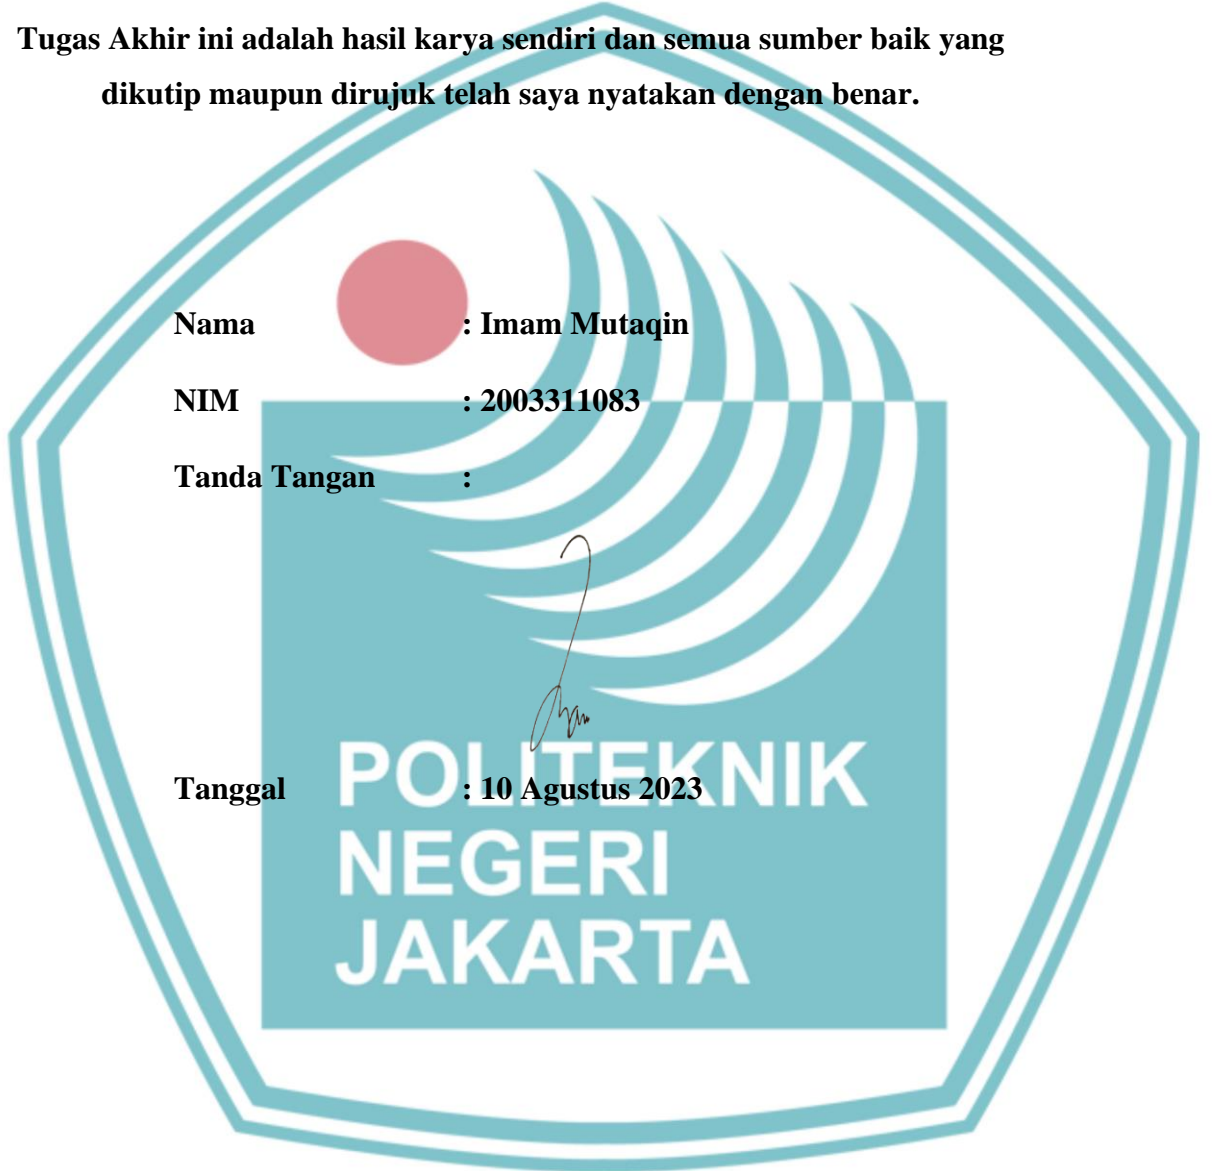 Tugas Akhir ini adalah hasil karya sendiri dan semua sumber baik yang
dikutip maupun dirujuk telah saya nyatakan dengan benar.
Nama : Imam Mutaqin
NIM : 2003311083
Tanda Tangan :
Tanggal : 10 Agustus 2023
POLITEKNIK
NEGERI
JAKARTA